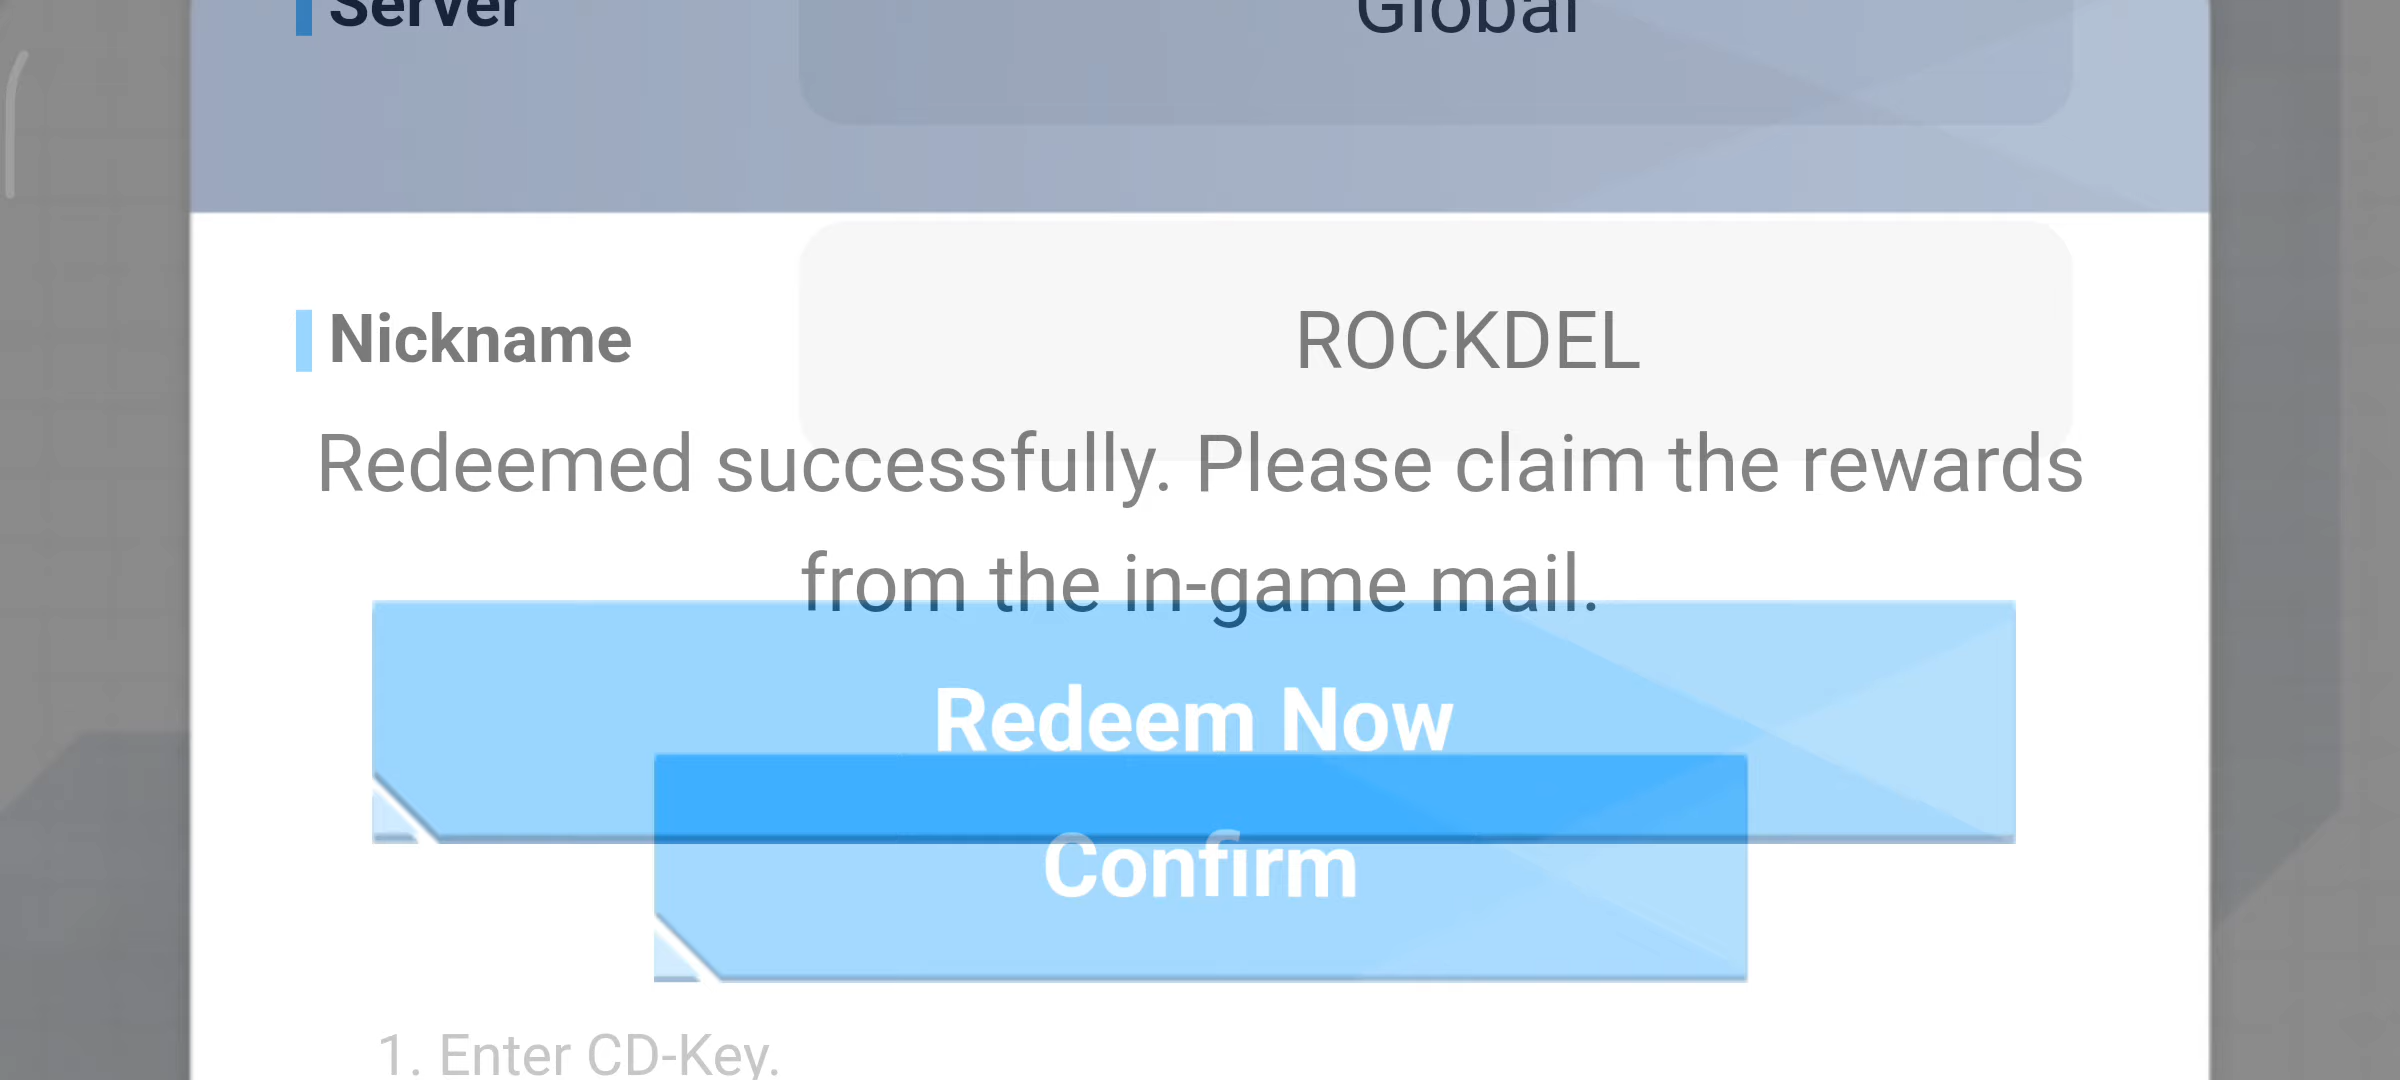 Server Global
Nickname ROCKDEL
Redeemed successfully. Please claim the rewards
from the in-game mail.
Redeem Now
Confirm
1. Enter CD-Key.